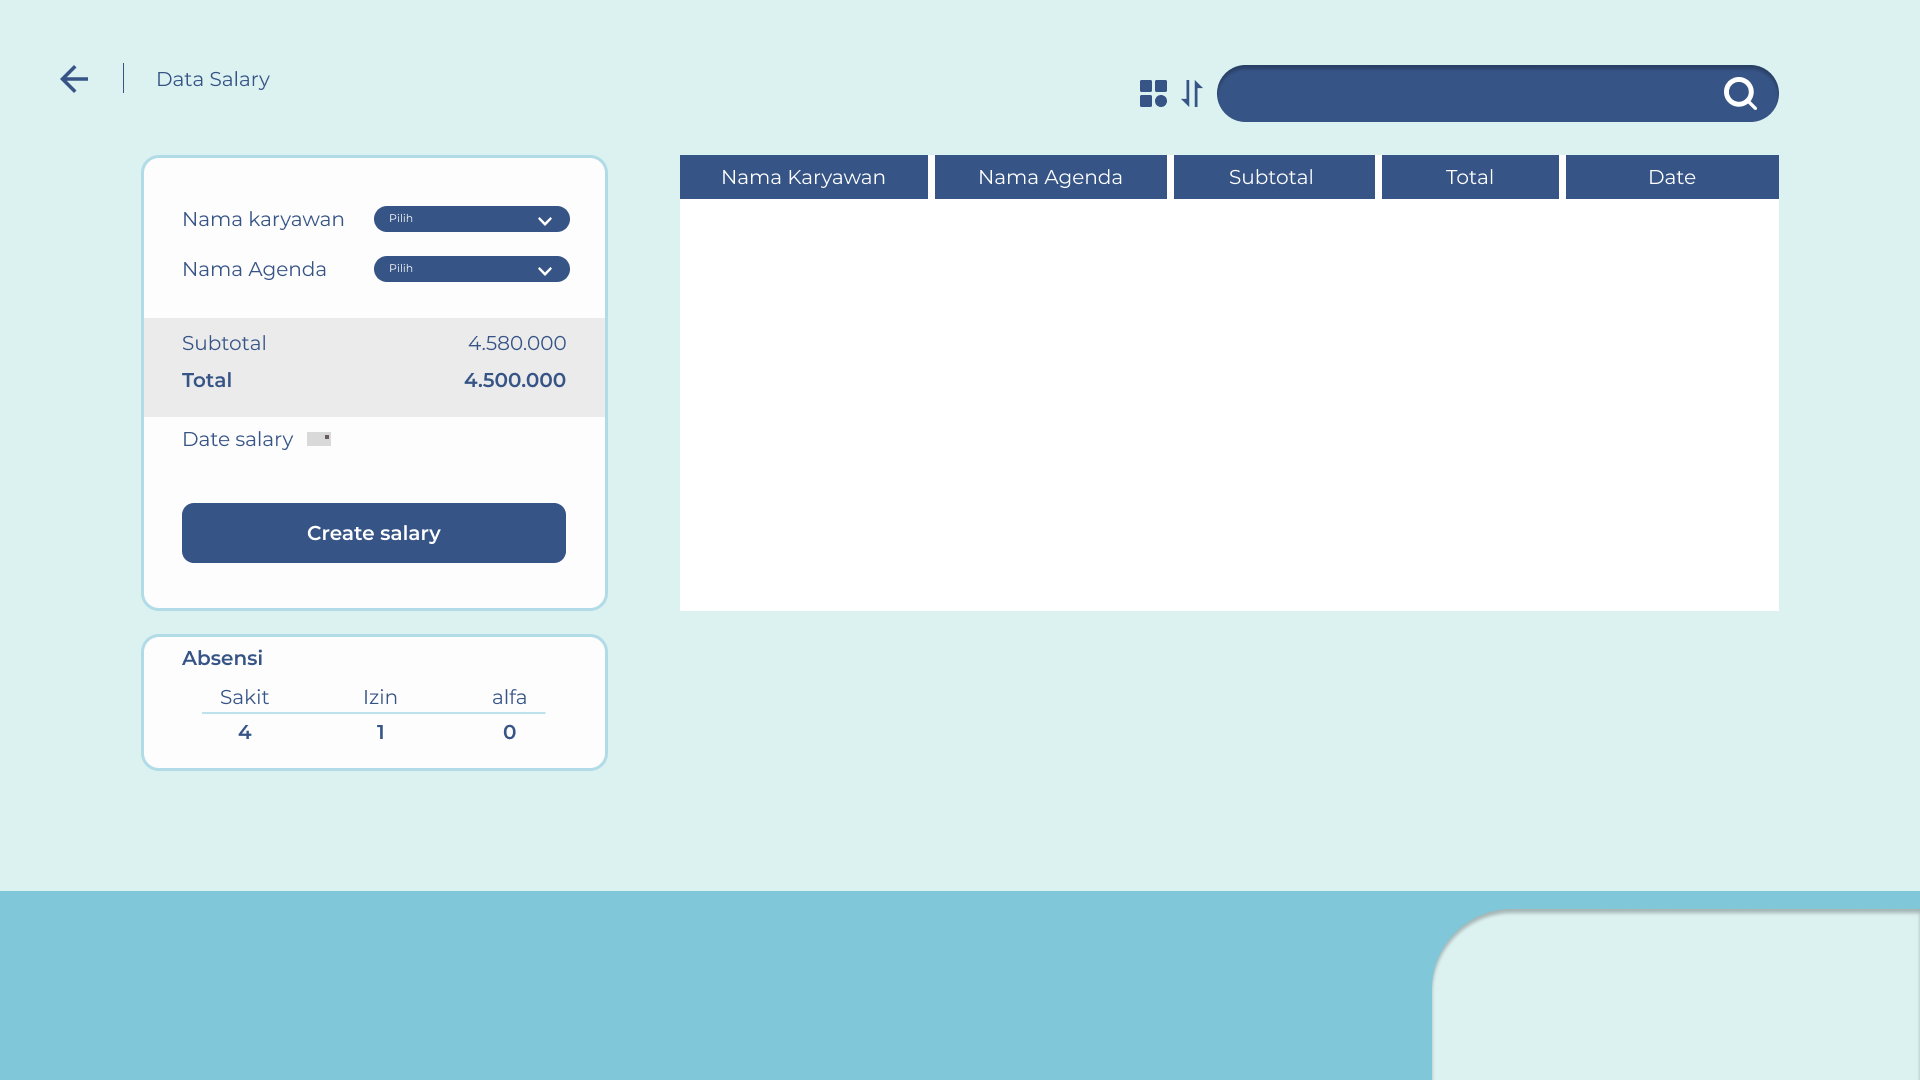 Data Salary
Nama karyawan Pilih
Nama Agenda Pilih
Subtotal 4.580.000
Total 4.500.000
Date salary
Create salary
Absensi
Sakit Izin alfa
4 1 0
Nama Karyawan Nama Agenda Subtotal Total Date